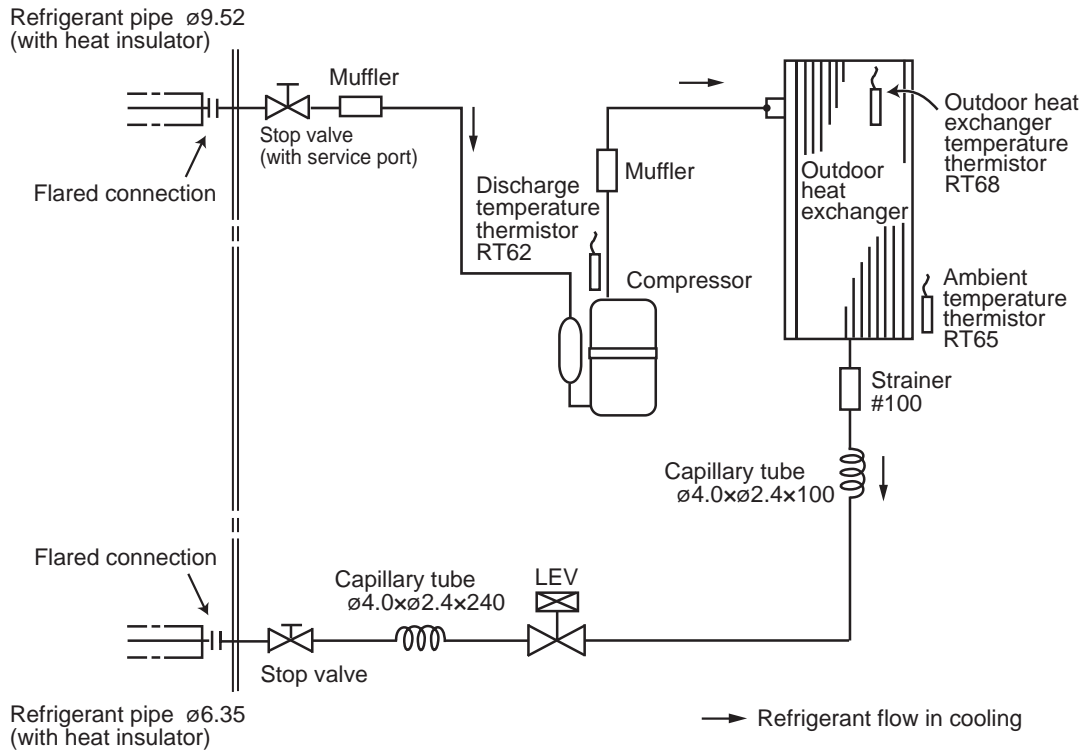 Refrigerant pipe ø9.52
(with heat insulator)
Muffler
Stop valve
(with service port)
Flared connection
Discharge
temperature
thermistor
RT62
Muffler
Compressor
Outdoor
heat
exchanger
Outdoor heat
exchanger
temperature
thermistor
RT68
Ambient
temperature
thermistor
RT65
Strainer
#100
Capillary tube
ø4.0×ø2.4×100
Flared connection
Capillary tube
ø4.0×ø2.4×240
LEV
Stop valve
Refrigerant pipe ø6.35
(with heat insulator)
Refrigerant flow in cooling